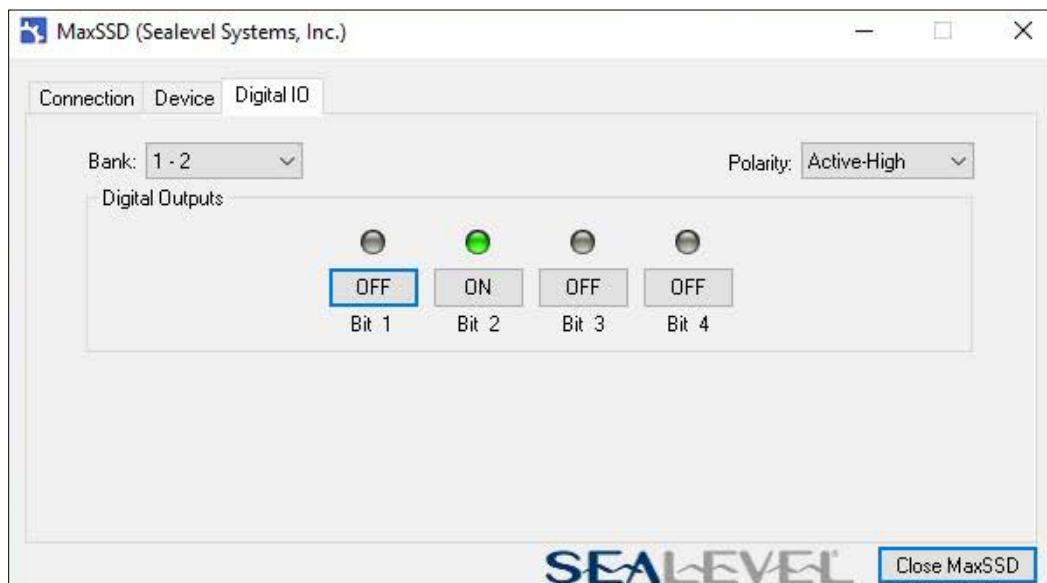 MaxSSD (Sealevel Systems, Inc.)
Connection Device Digital IO
Bank: 1 - 2 Polarity: Active-High
Digital Outputs
OFF ON OFF OFF
Bit 1 Bit 2 Bit 3 Bit 4
SEALEVEL Close MaxSSD